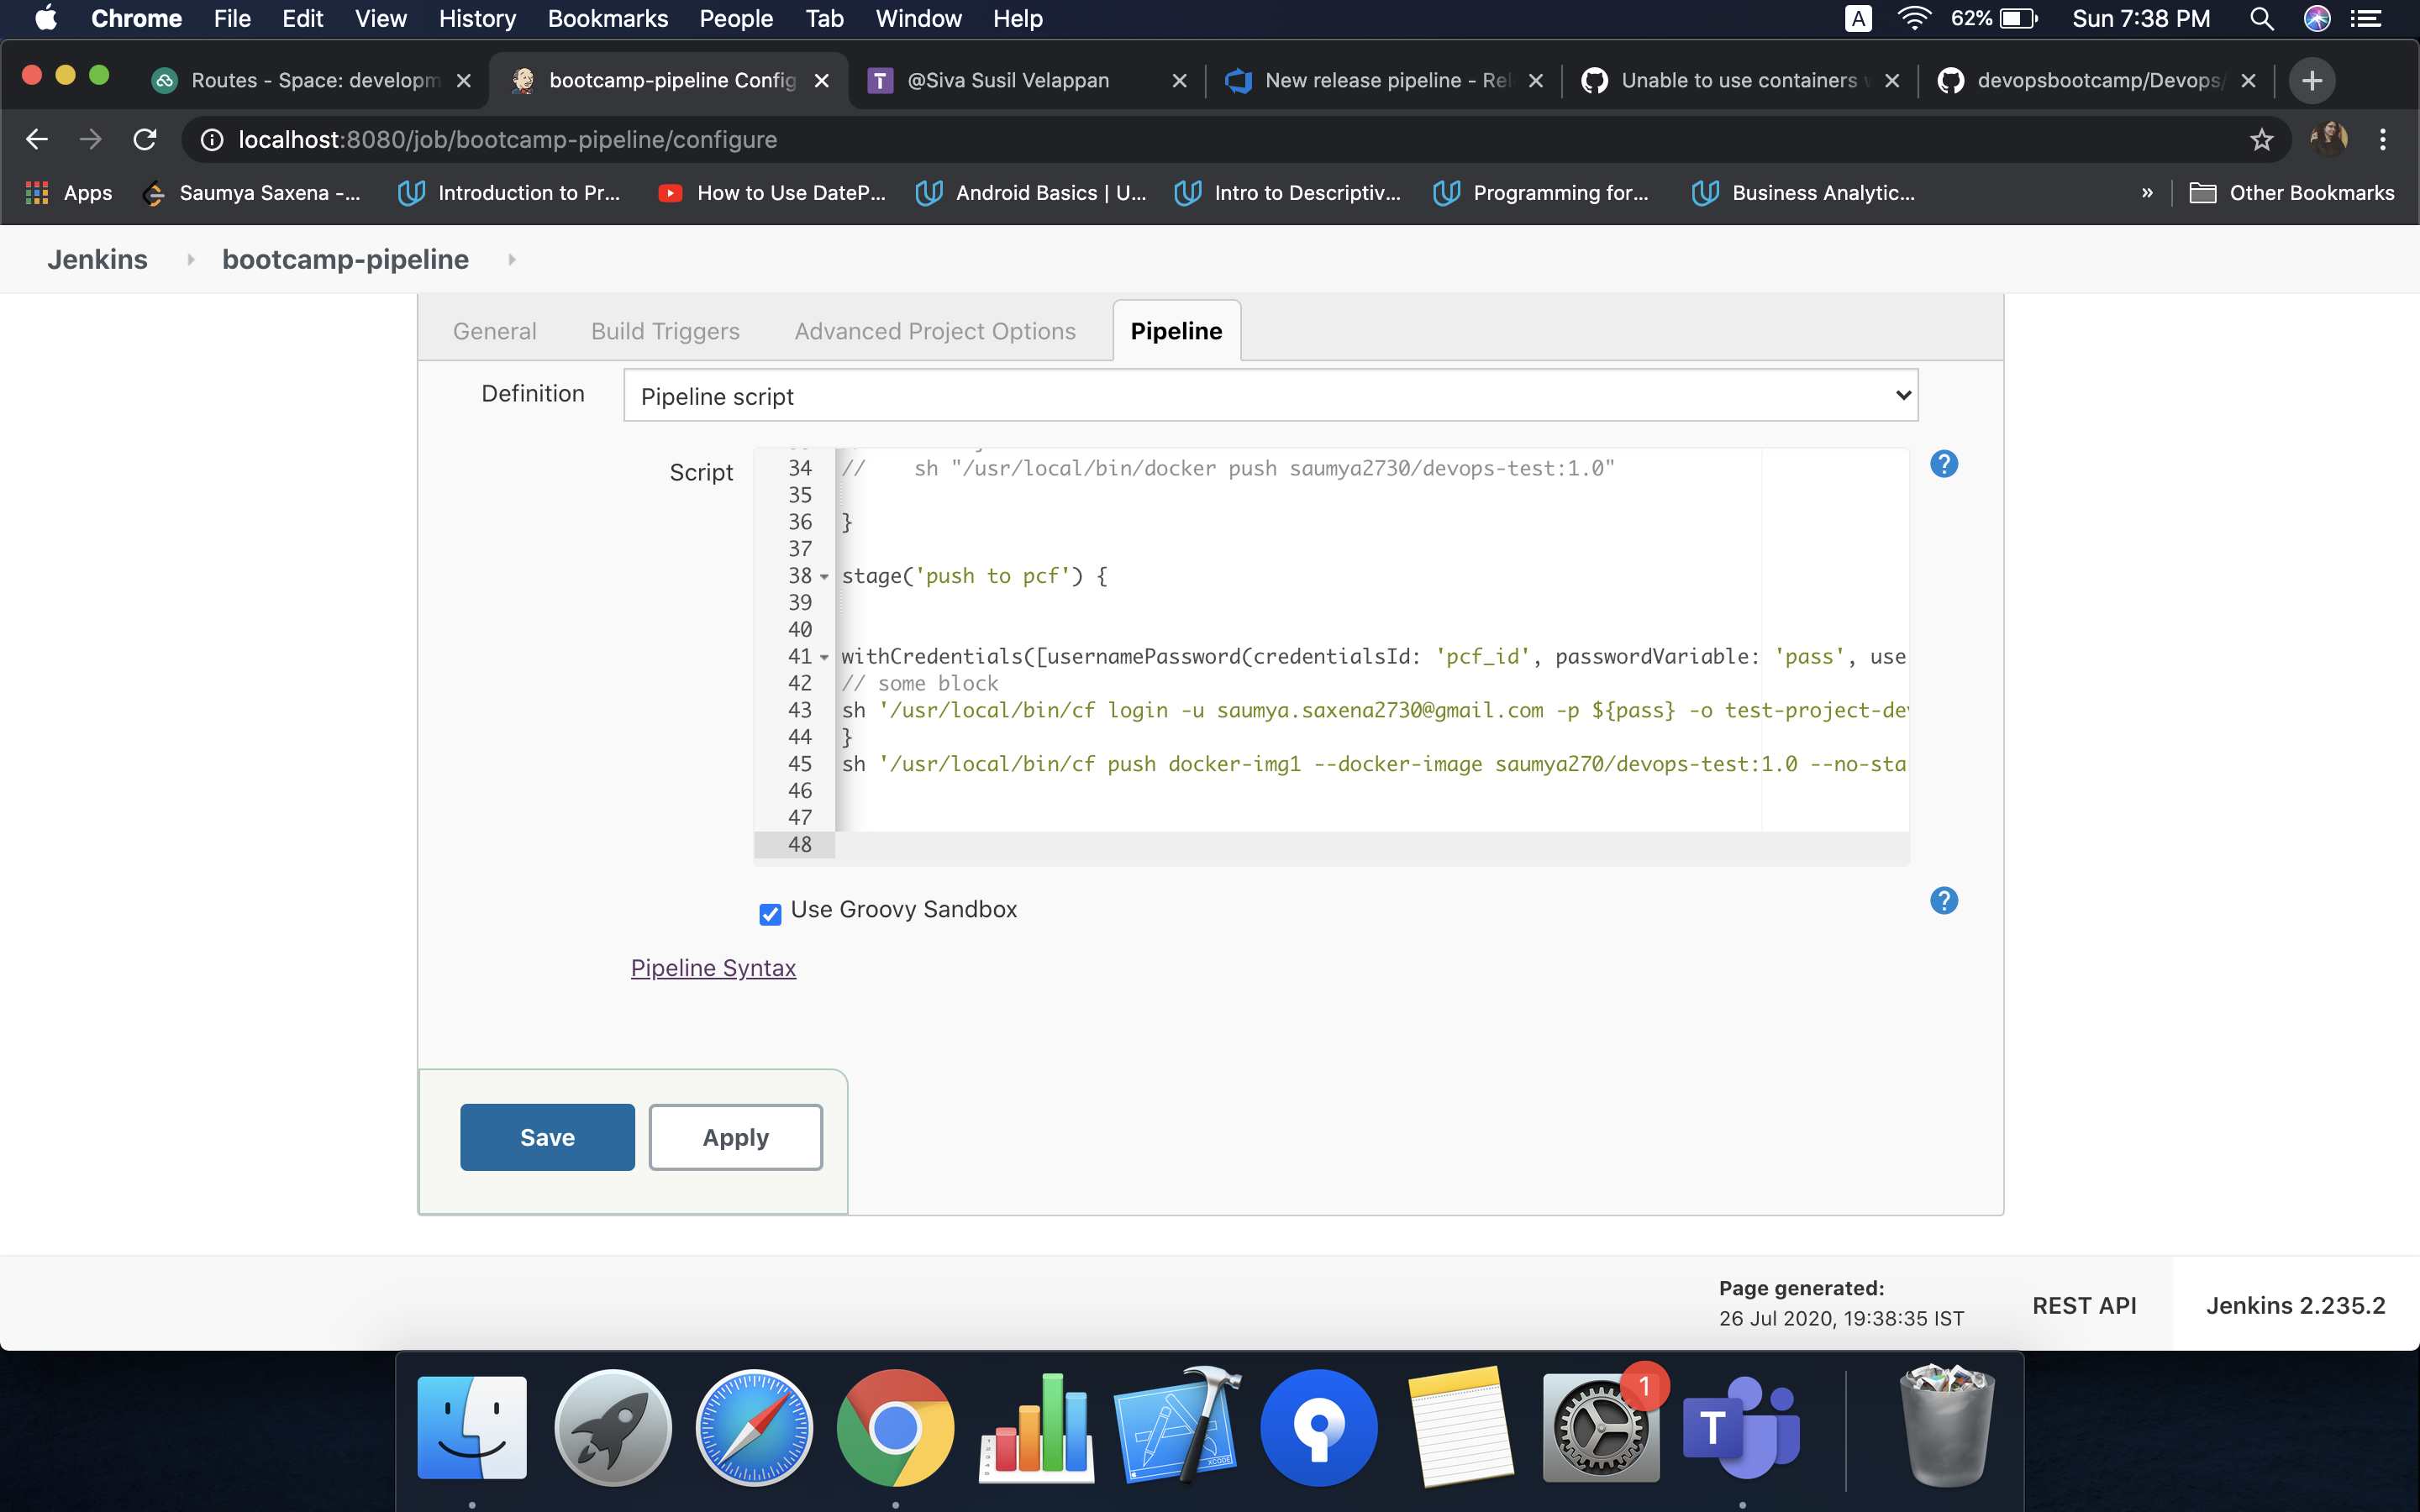 Chrome File Edit View History Bookmarks People Tab Window Help A 62% Sun 7:38 PM
Routes - Space: developm bootcamp-pipeline Config T @Siva Susil Velappan New release pipeline - Rel Unable to use containers devopsbootcamp/Devops/
localhost:8080/job/bootcamp-pipeline/configure
Apps Saumya Saxena -... Introduction to Pr... How to Use DateP... Android Basics | U... Intro to Descriptiv... Programming for... Business Analytic... » Other Bookmarks
Jenkins bootcamp-pipeline
General Build Triggers Advanced Project Options Pipeline
Definition Pipeline script
Script
34 // sh "/usr/local/bin/docker push saumya2730/devops-test:1.0"
35
36 }
37
38 stage('push to pcf') {
39
40
41 withCredentials([usernamePassword(credentialsId: 'pcf_id', passwordVariable: 'pass', use
42 // some block
43 sh '/usr/local/bin/cf login -u saumya.saxena2730@gmail.com -p ${pass} -o test-project-de
44 }
45 sh '/usr/local/bin/cf push docker-img1 --docker-image saumya270/devops-test:1.0 --no-sta
46
47
48
?
Use Groovy Sandbox
?
Pipeline Syntax
Save Apply
Page generated:
26 Jul 2020, 19:38:35 IST
REST API Jenkins 2.235.2
XCODE
1
T